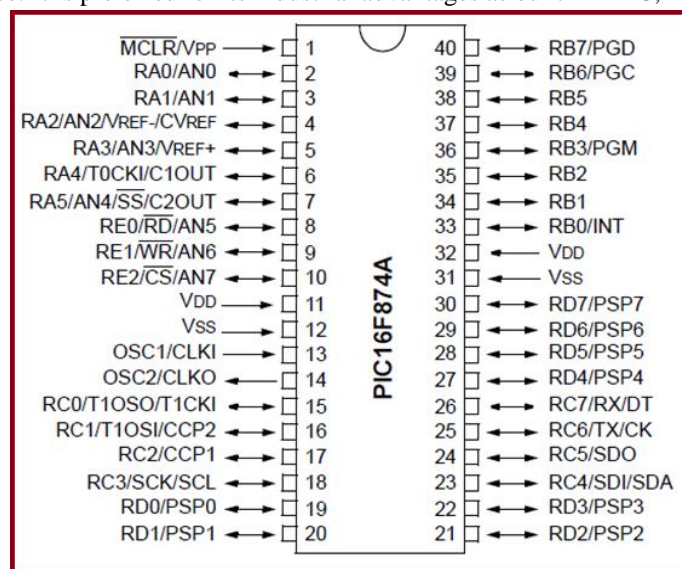 MCLR/VPP 1 40 RB7/PGD
RA0/AN0 2 39 RB6/PGC
RA1/AN1 3 38 RB5
RA2/AN2/VREF-/CVREF 4 37 RB4
RA3/AN3/VREF+ 5 36 RB3/PGM
RA4/T0CKI/C1OUT 6 35 RB2
RA5/AN4/SS/C2OUT 7 34 RB1
RE0/RD/AN5 8 33 RB0/INT
RE1/WR/AN6 9 32 VDD
RE2/CS/AN7 10 31 VSS
VDD 11 30 RD7/PSP7
VSS 12 29 RD6/PSP6
OSC1/CLKI 13 28 RD5/PSP5
OSC2/CLKO 14 27 RD4/PSP4
RC0/T1OSO/T1CKI 15 26 RC7/RX/DT
RC1/T1OSI/CCP2 16 25 RC6/TX/CK
RC2/CCP1 17 24 RC5/SDO
RC3/SCK/SCL 18 23 RC4/SDI/SDA
RD0/PSP0 19 22 RD3/PSP3
RD1/PSP1 20 21 RD2/PSP2
PIC16F874A